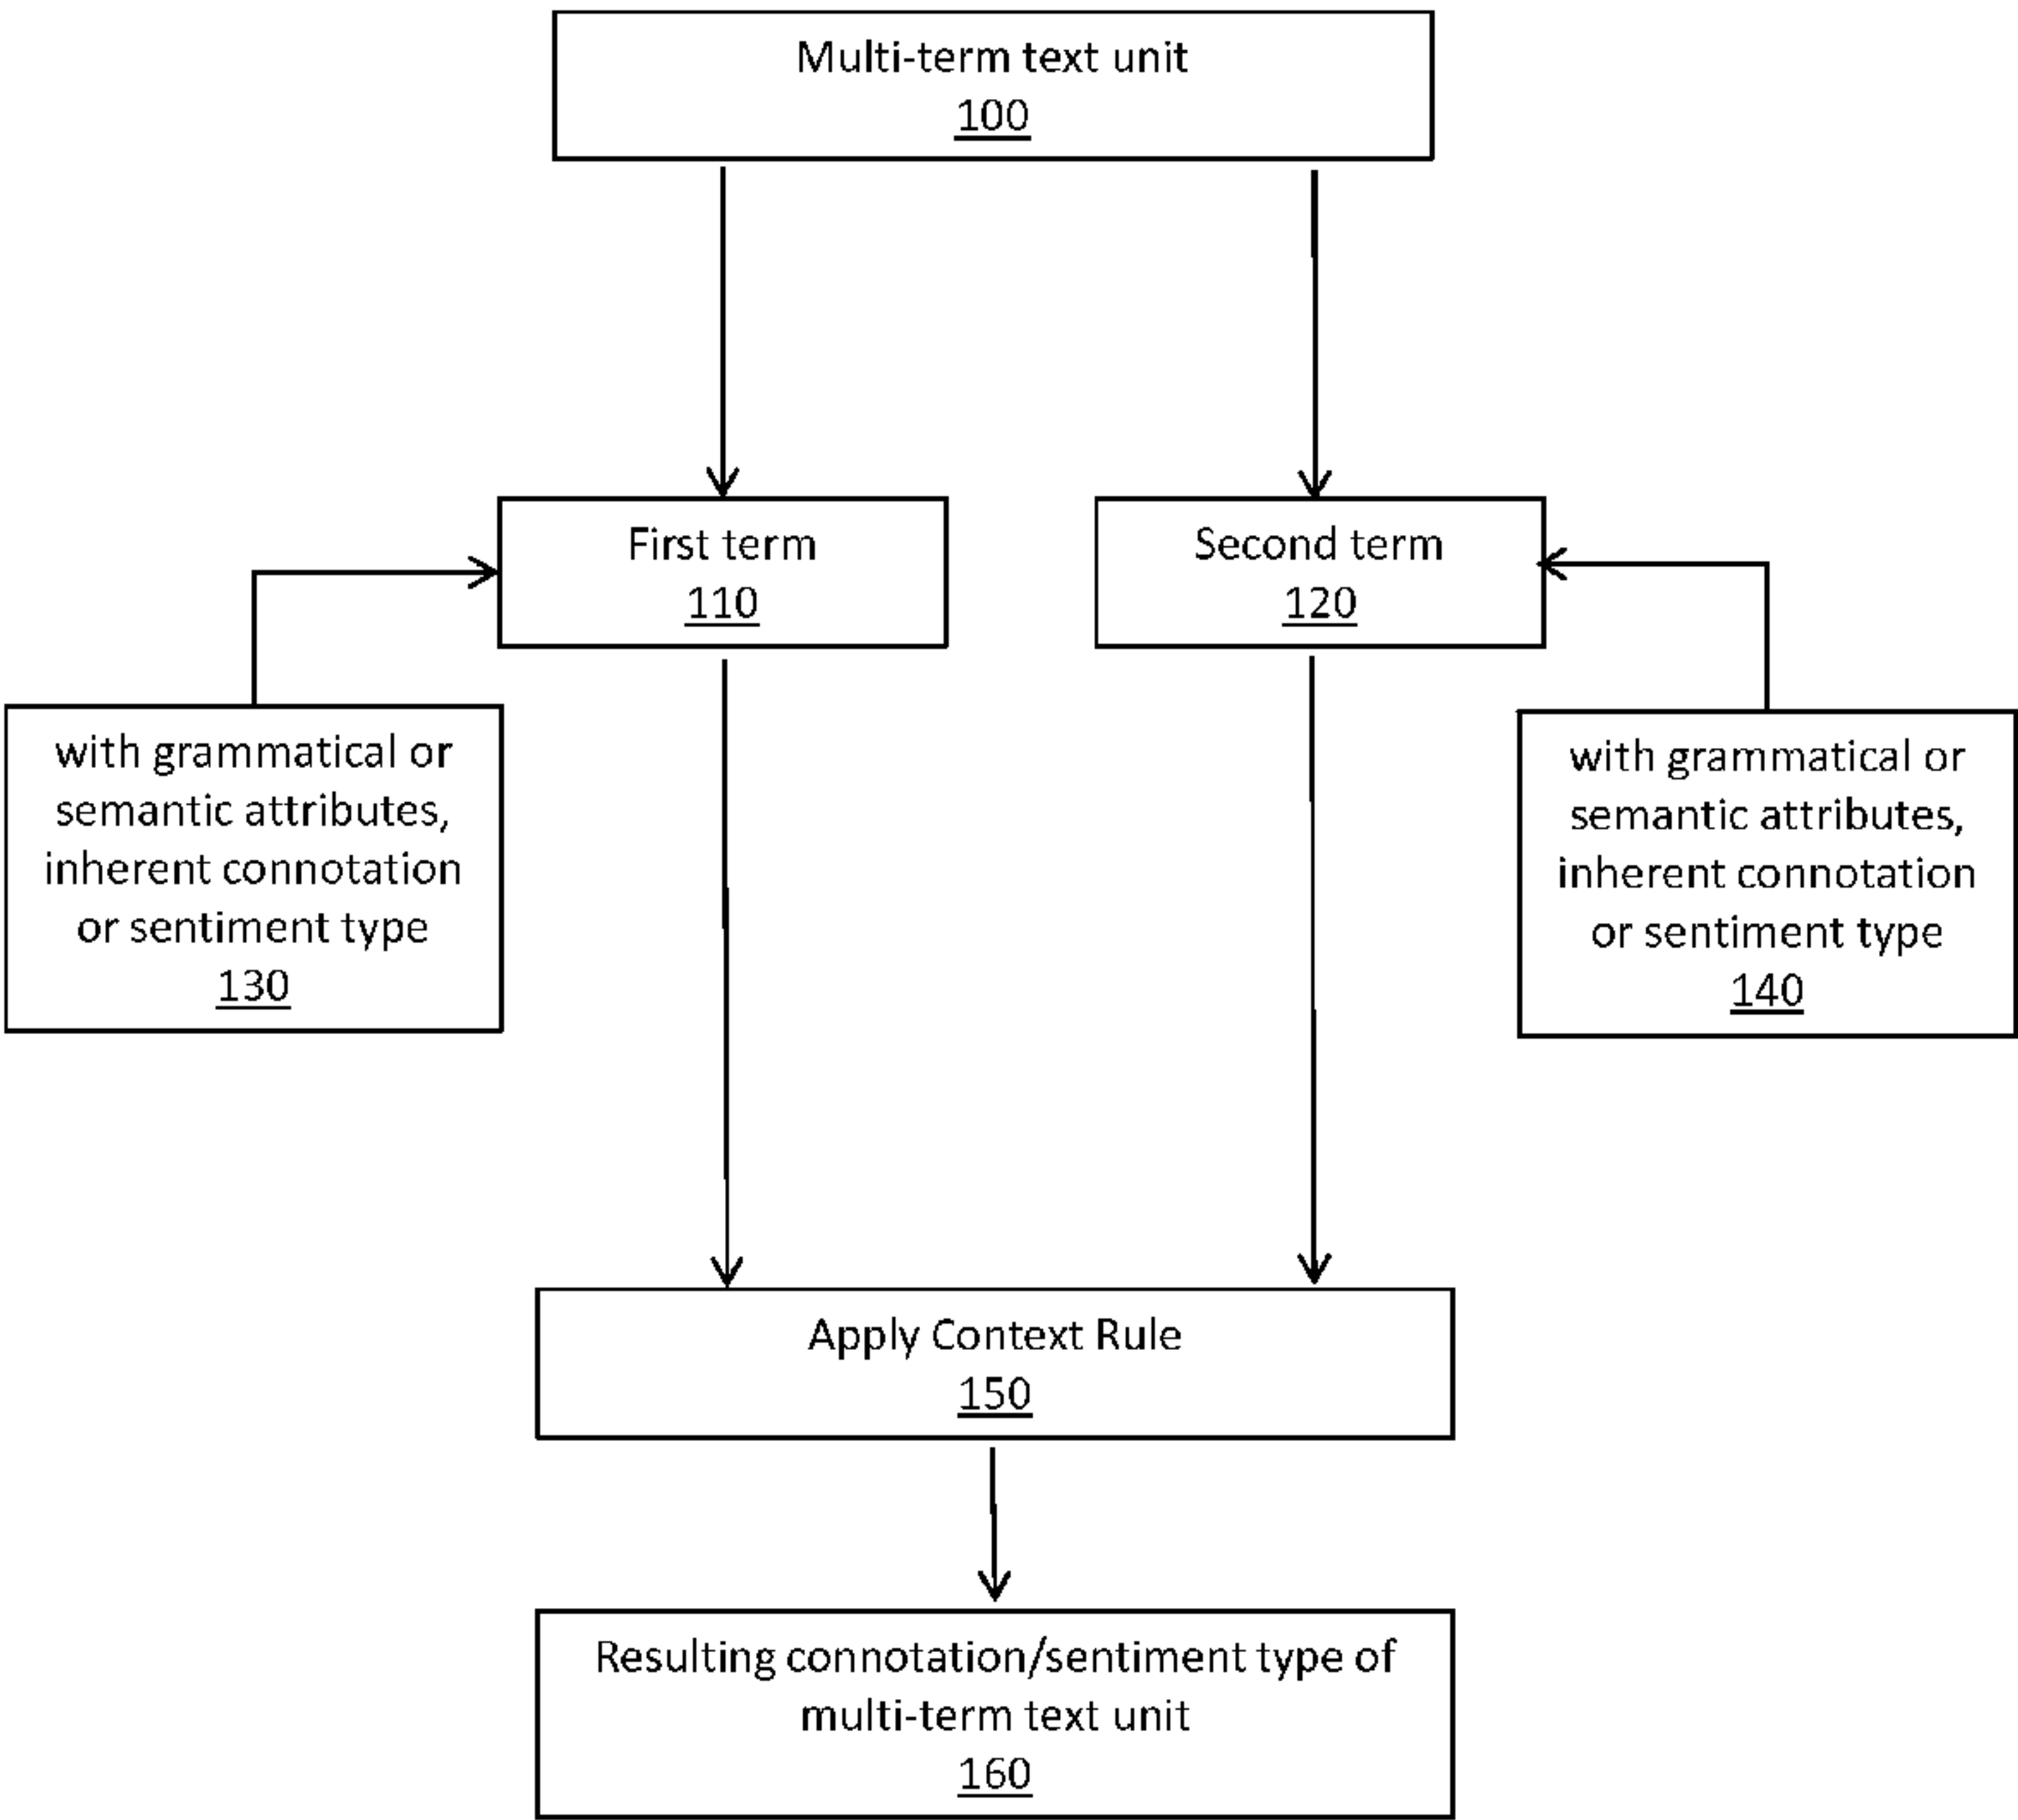 Multi-term text unit
100
First term
110
Second term
120
with grammatical or
semantic attributes,
inherent connotation
or sentiment type
130
with grammatical or
semantic attributes,
inherent connotation
or sentiment type
140
Apply Context Rule
150
Resulting connotation/sentiment type of
multi-term text unit
160